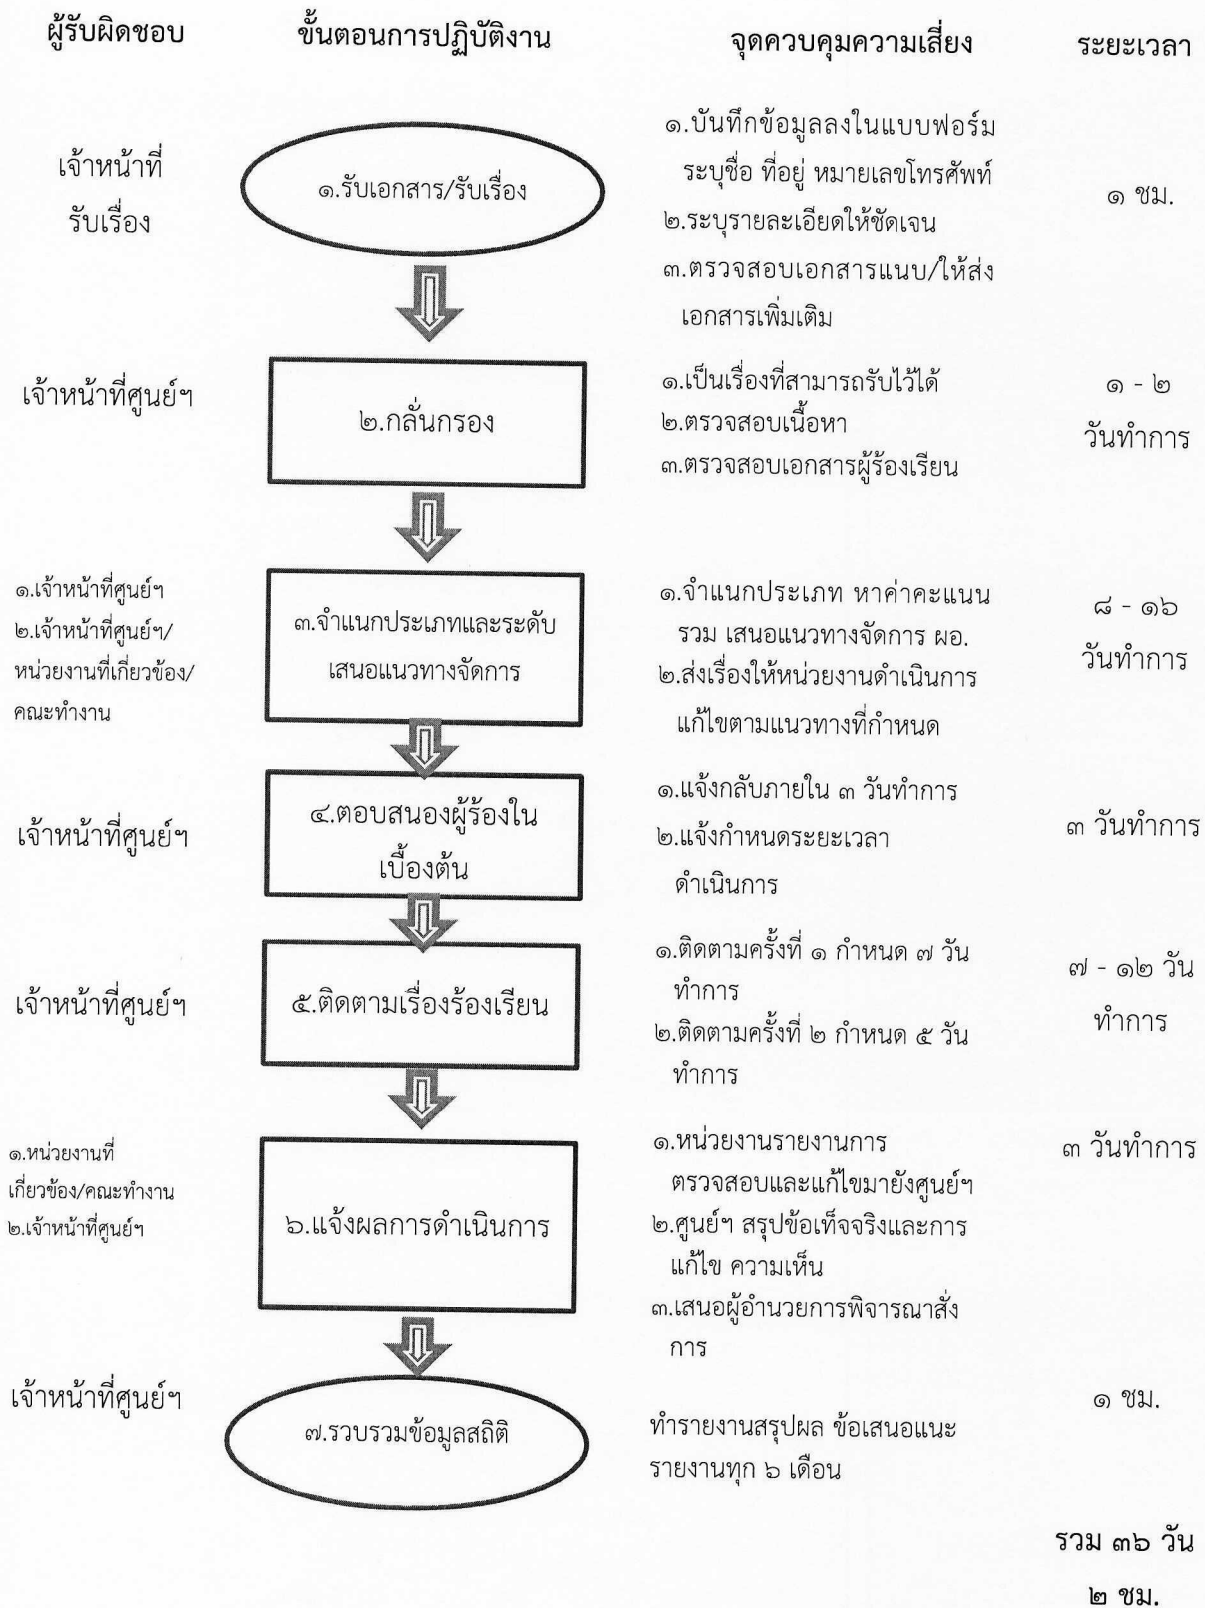 ผู้รับผิดชอบ
ขั้นตอนการปฏิบัติงาน
จุดควบคุมความเสี่ยง
ระยะเวลา
เจ้าหน้าที่
รับเรื่อง
๑.รับเอกสาร/รับเรื่อง
๑.บันทึกข้อมูลลงในแบบฟอร์ม
ระบุชื่อ ที่อยู่ หมายเลขโทรศัพท์
๒.ระบุรายละเอียดให้ชัดเจน
๓.ตรวจสอบเอกสารแนบ/ให้ส่ง
เอกสารเพิ่มเติม
๑ ชม.
เจ้าหน้าที่ศูนย์ฯ
๒.กลั่นกรอง
๑.เป็นเรื่องที่สามารถรับไว้ได้
๒.ตรวจสอบเนื้อหา
๓.ตรวจสอบเอกสารผู้ร้องเรียน
๑ - ๒
วันทำการ
๑.เจ้าหน้าที่ศูนย์ฯ
๒.เจ้าหน้าที่ศูนย์ฯ/
หน่วยงานที่เกี่ยวข้อง/
คณะทำงาน
๓.จำแนกประเภทและระดับ
เสนอแนวทางจัดการ
๑.จำแนกประเภท หาค่าคะแนน
รวม เสนอแนวทางจัดการ ผอ.
๒.ส่งเรื่องให้หน่วยงานดำเนินการ
แก้ไขตามแนวทางที่กำหนด
๘ - ๑๖
วันทำการ
เจ้าหน้าที่ศูนย์ฯ
๔.ตอบสนองผู้ร้องใน
เบื้องต้น
๑.แจ้งกลับภายใน ๓ วันทำการ
๒.แจ้งกำหนดระยะเวลา
ดำเนินการ
๓ วันทำการ
เจ้าหน้าที่ศูนย์ฯ
๕.ติดตามเรื่องร้องเรียน
๑.ติดตามครั้งที่ ๑ กำหนด ๗ วัน
ทำการ
๒.ติดตามครั้งที่ ๒ กำหนด ๕ วัน
ทำการ
๗ - ๑๒ วัน
ทำการ
๑.หน่วยงานที่
เกี่ยวข้อง/คณะทำงาน
๒.เจ้าหน้าที่ศูนย์ฯ
๖.แจ้งผลการดำเนินการ
๑.หน่วยงานรายงานการ
ตรวจสอบและแก้ไขมายังศูนย์ฯ
๒.ศูนย์ฯ สรุปข้อเท็จจริงและการ
แก้ไข ความเห็น
๓.เสนอผู้อำนวยการพิจารณาสั่ง
การ
๓ วันทำการ
เจ้าหน้าที่ศูนย์ฯ
๗.รวบรวมข้อมูลสถิติ
ทำรายงานสรุปผล ข้อเสนอแนะ
รายงานทุก ๖ เดือน
๑ ชม.
รวม ๓๖ วัน
๒ ชม.